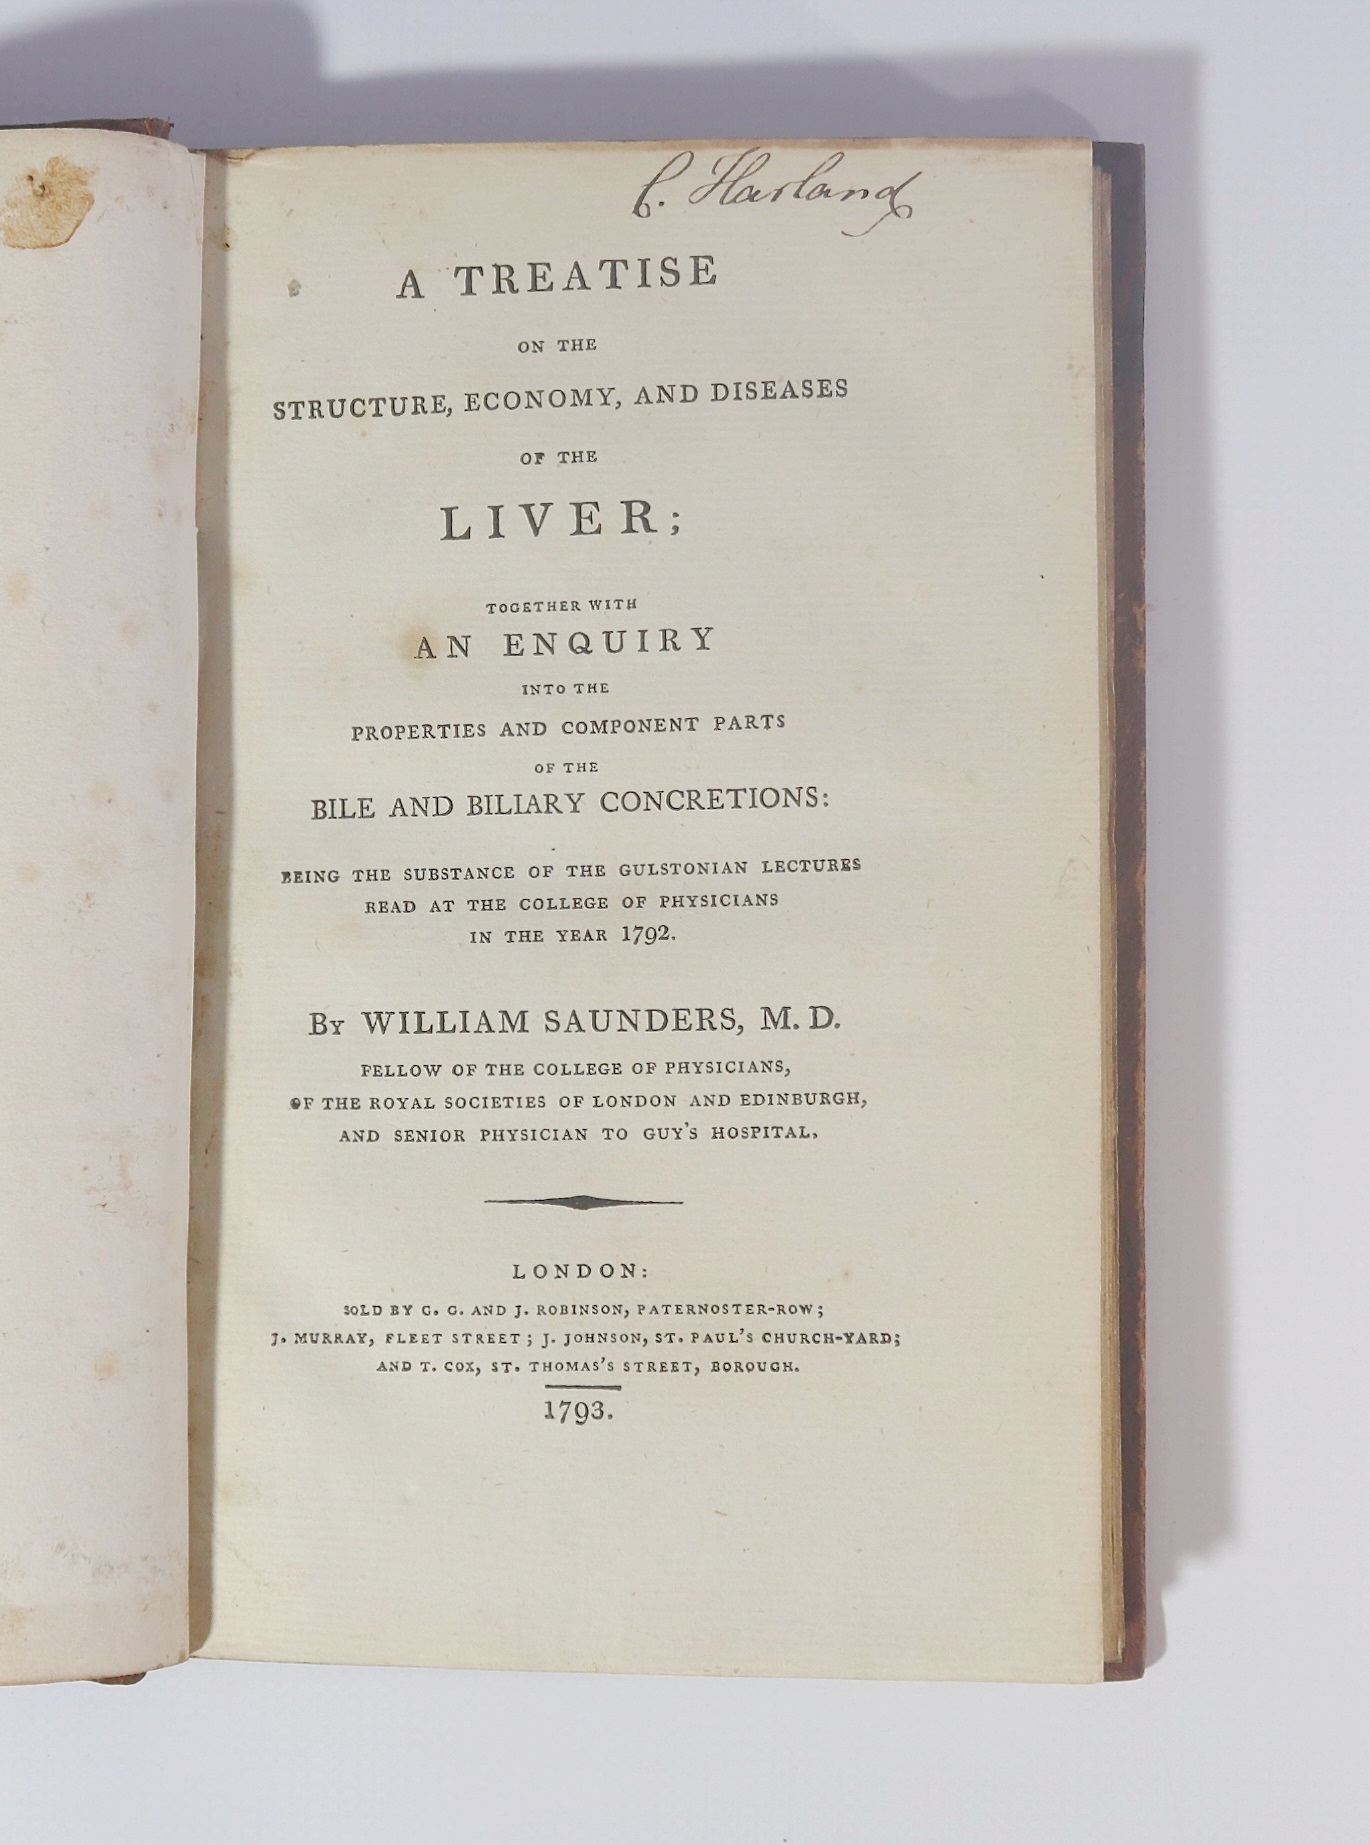 C. Harland
A TREATISE
ON THE
STRUCTURE, ECONOMY, AND DISEASES
OF THE
LIVER;
TOGETHER WITH
AN ENQUIRY
INTO THE
PROPERTIES AND COMPONENT PARTS
OF THE
BILE AND BILIARY CONCRETIONS:
BEING THE SUBSTANCE OF THE GULSTONIAN LECTURES
READ AT THE COLLEGE OF PHYSICIANS
IN THE YEAR 1792.
By WILLIAM SAUNDERS, M. D.
FELLOW OF THE COLLEGE OF PHYSICIANS,
OF THE ROYAL SOCIETIES OF LONDON AND EDINBURGH,
AND SENIOR PHYSICIAN TO GUY'S HOSPITAL.
LONDON:
SOLD BY G. G. AND J. ROBINSON, PATERNOSTER-ROW;
J. MURRAY, FLEET STREET; J. JOHNSON, ST. PAUL'S CHURCH-YARD;
AND T. COX, ST. THOMAS'S STREET, BOROUGH.
1793.